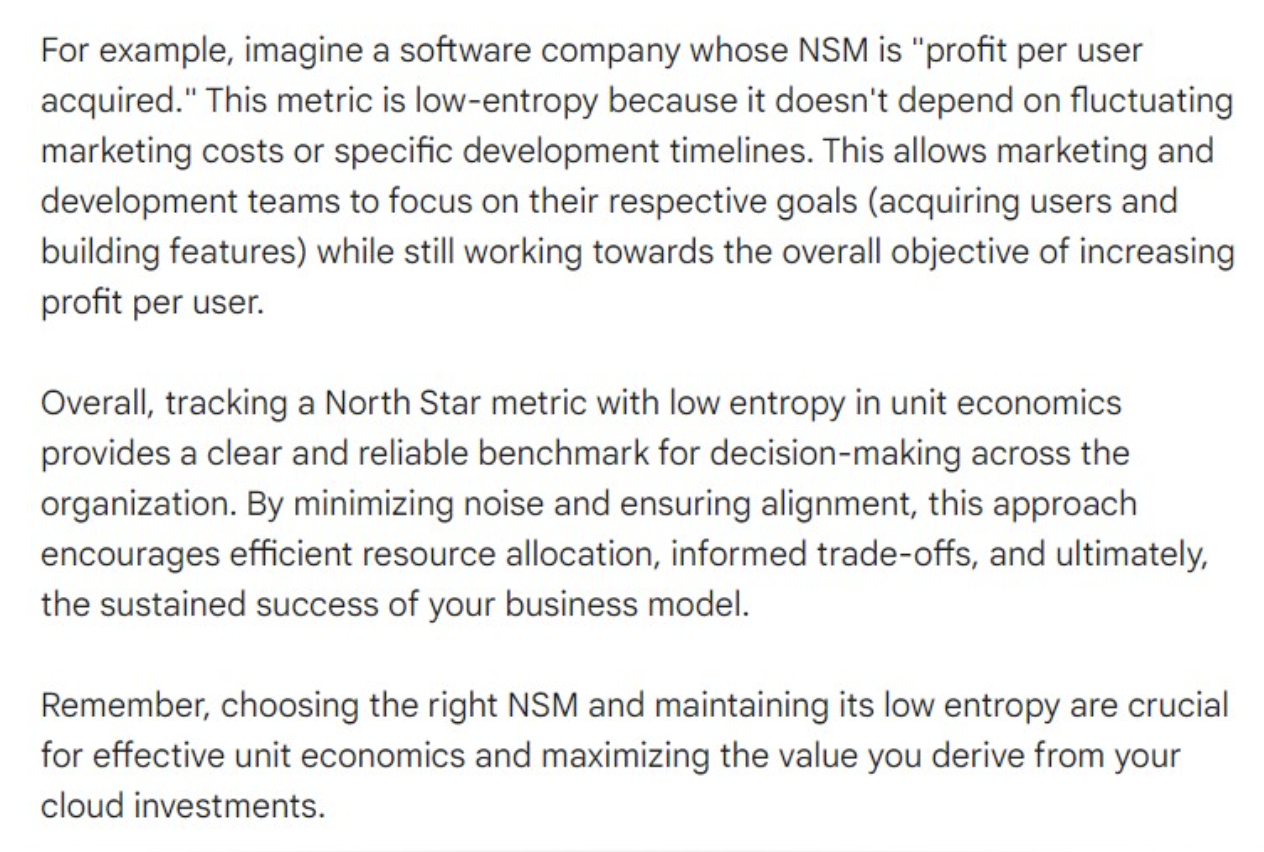 For example, imagine a software company whose NSM is "profit per user
acquired." This metric is low-entropy because it doesn't depend on fluctuating
marketing costs or specific development timelines. This allows marketing and
development teams to focus on their respective goals (acquiring users and
building features) while still working towards the overall objective of increasing
profit per user.
Overall, tracking a North Star metric with low entropy in unit economics
provides a clear and reliable benchmark for decision-making across the
organization. By minimizing noise and ensuring alignment, this approach
encourages efficient resource allocation, informed trade-offs, and ultimately,
the sustained success of your business model.
Remember, choosing the right NSM and maintaining its low entropy are crucial
for effective unit economics and maximizing the value you derive from your
cloud investments.